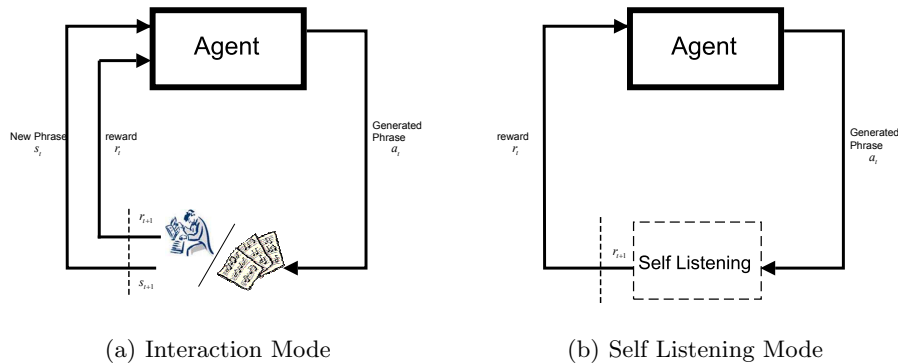 Agent
New Phrase
s_t
reward
r_t
Generated
Phrase
a_t
r_{t+1}
s_{t+1}
(a) Interaction Mode
Agent
reward
r_t
Generated
Phrase
a_t
r_{t+1}
Self Listening
(b) Self Listening Mode